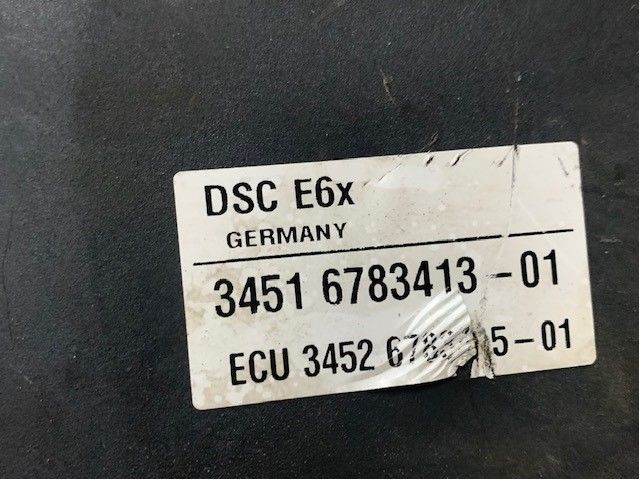 DSC E6x
GERMANY
3451 6783413-01
ECU 3452